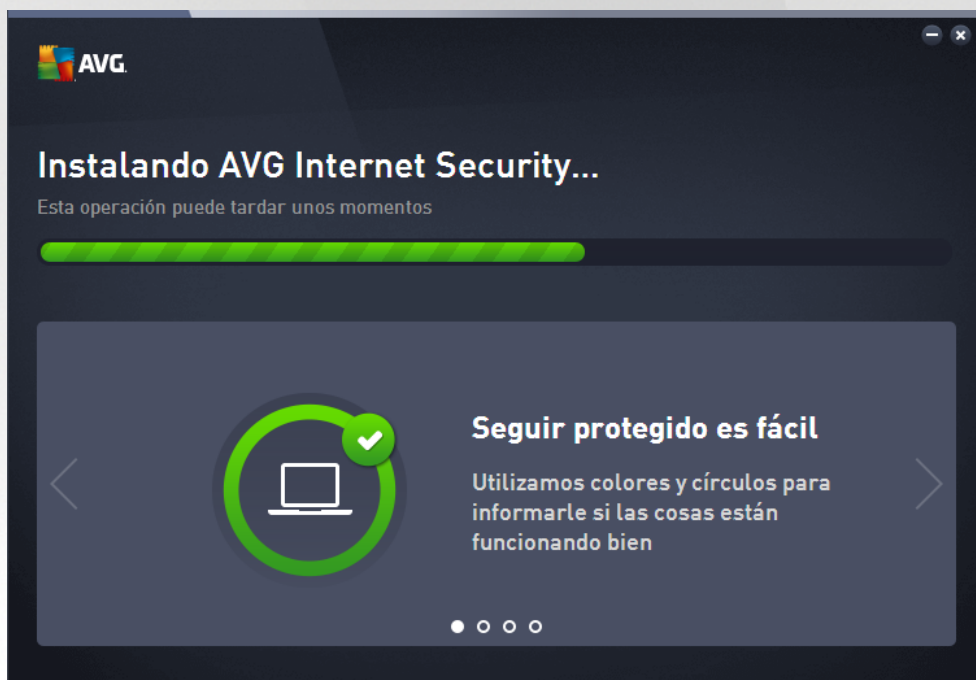 AVG.
Instalando AVG Internet Security...
Esta operación puede tardar unos momentos
Seguir protegido es fácil
Utilizamos colores y círculos para
informarle si las cosas están
funcionando bien